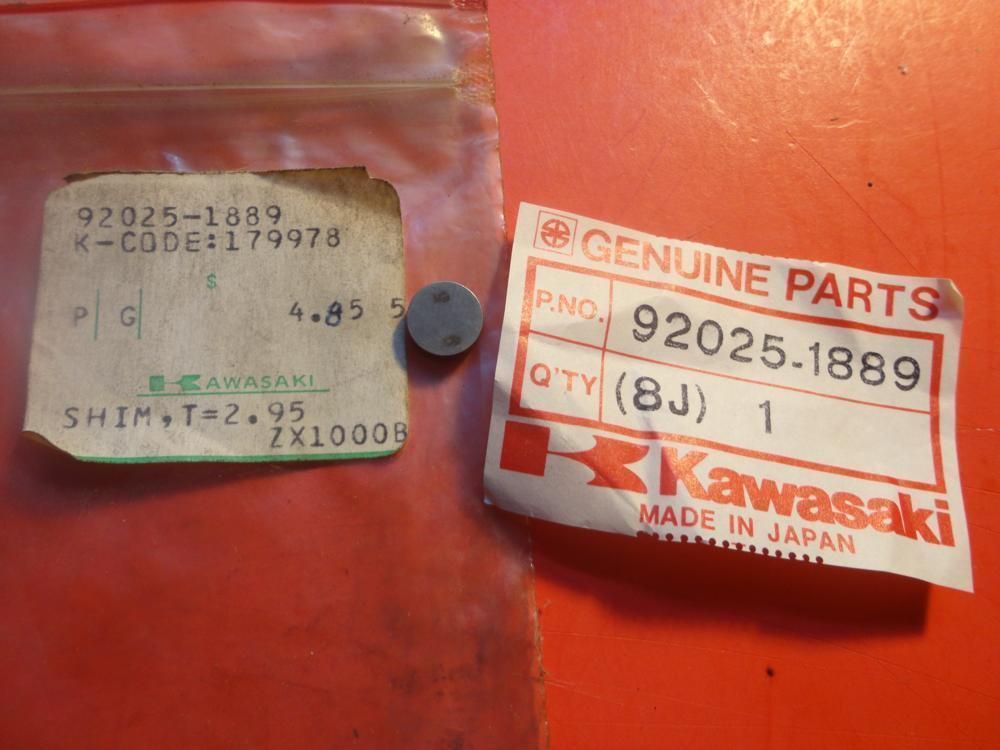 92025-1889
K-CODE:179978
$
P G 4.85 5
KAWASAKI
SHIM,T=2.95
ZX1000B
GENUINE PARTS
P.NO. 92025-1889
Q'TY (8J) 1
Kawasaki
MADE IN JAPAN